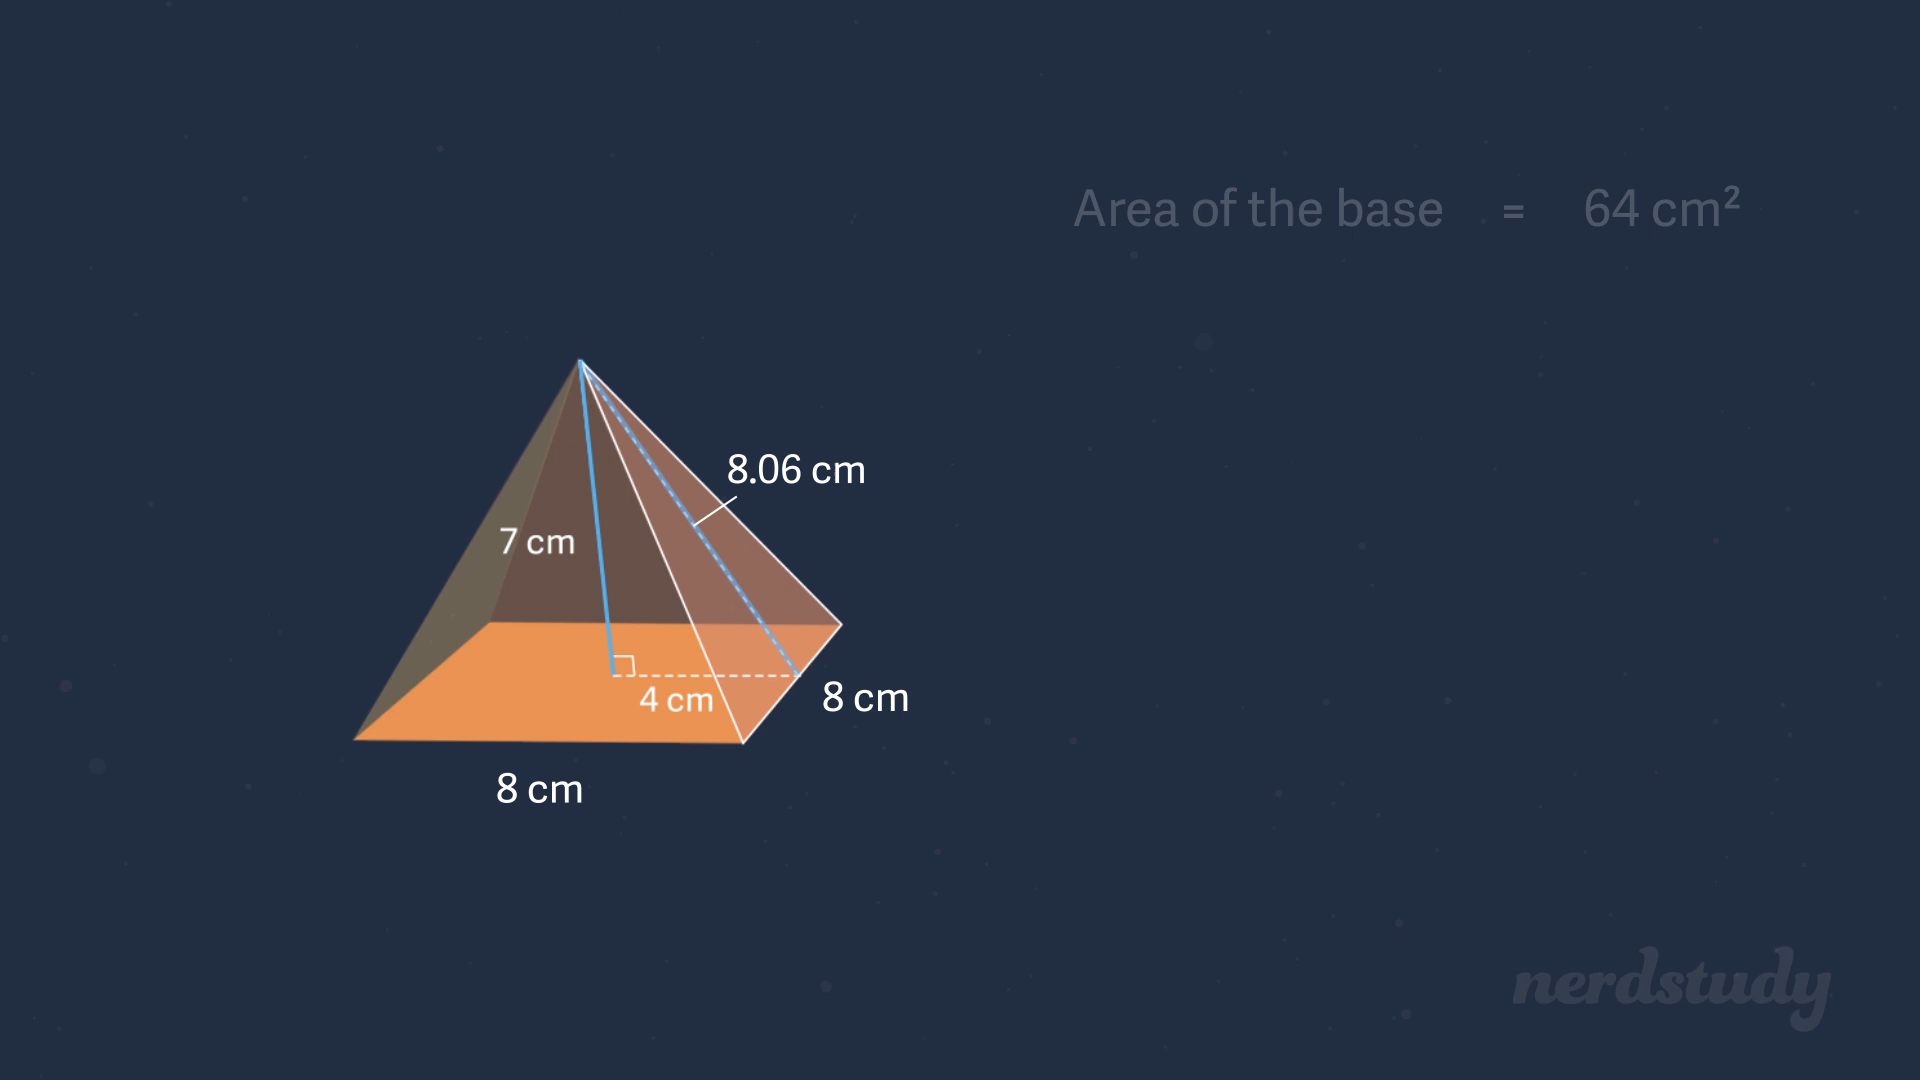 Area of the base = 64 cm²
8.06 cm
7 cm
4 cm
8 cm
8 cm
nerdstudy